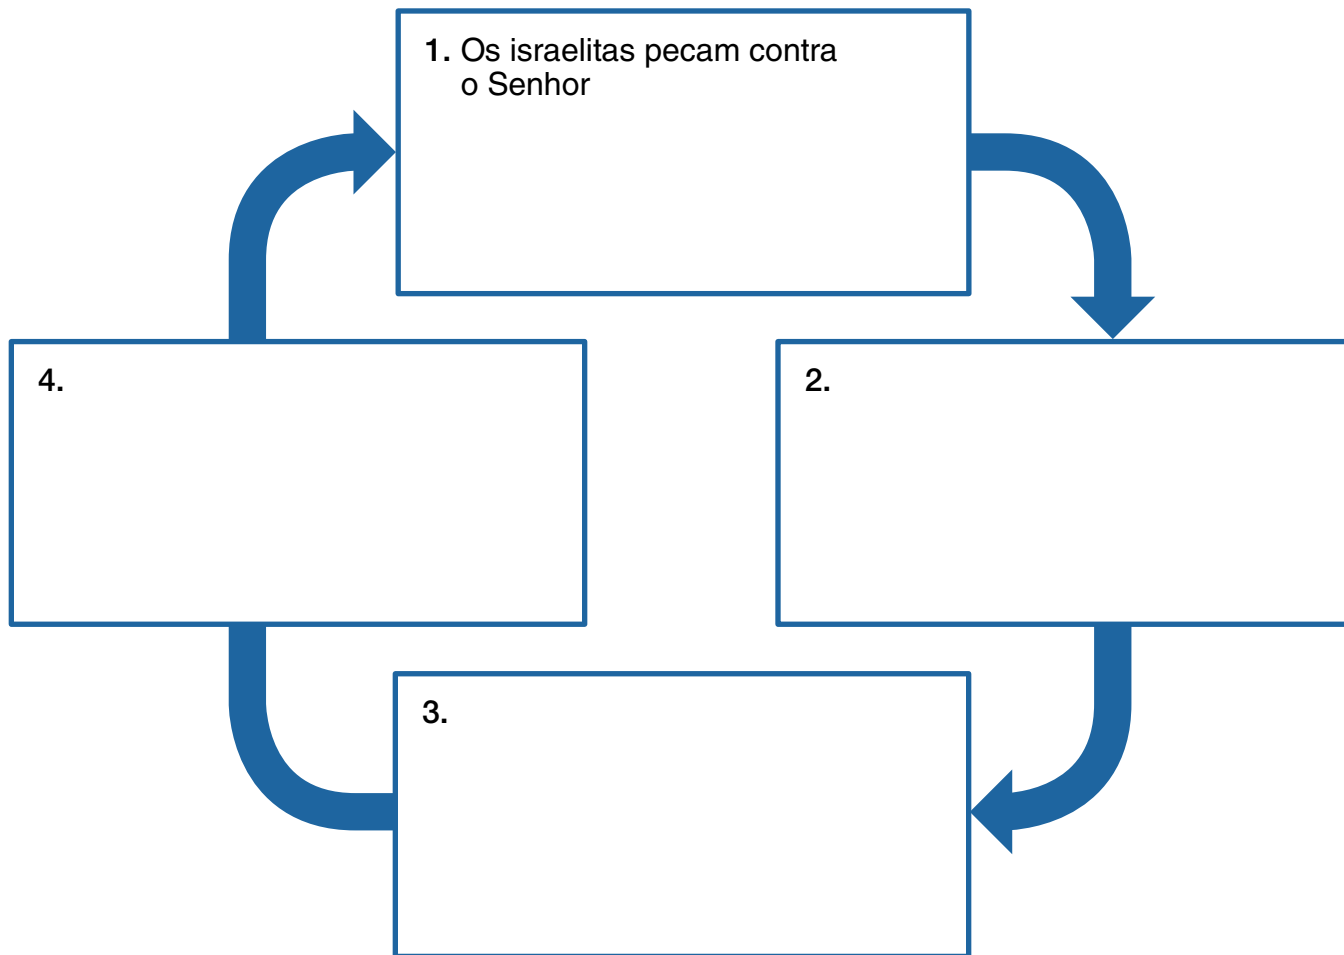 1. Os israelitas pecam contra
o Senhor
4.
2.
3.